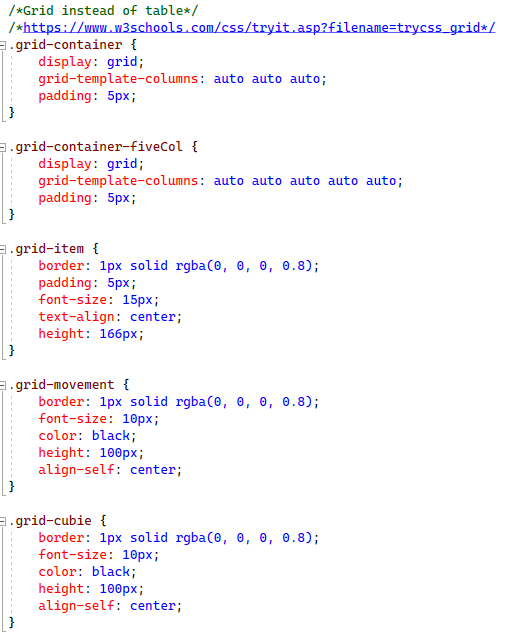 /*Grid instead of table*/
/*https://www.w3schools.com/css/tryit.asp?filename=trycss_grid*/
.grid-container {
    display: grid;
    grid-template-columns: auto auto auto;
    padding: 5px;
}

.grid-container-fiveCol {
    display: grid;
    grid-template-columns: auto auto auto auto auto;
    padding: 5px;
}

.grid-item {
    border: 1px solid rgba(0, 0, 0, 0.8);
    padding: 5px;
    font-size: 15px;
    text-align: center;
    height: 166px;
}

.grid-movement {
    border: 1px solid rgba(0, 0, 0, 0.8);
    font-size: 10px;
    color: black;
    height: 100px;
    align-self: center;
}

.grid-cubie {
    border: 1px solid rgba(0, 0, 0, 0.8);
    font-size: 10px;
    color: black;
    height: 100px;
    align-self: center;
}